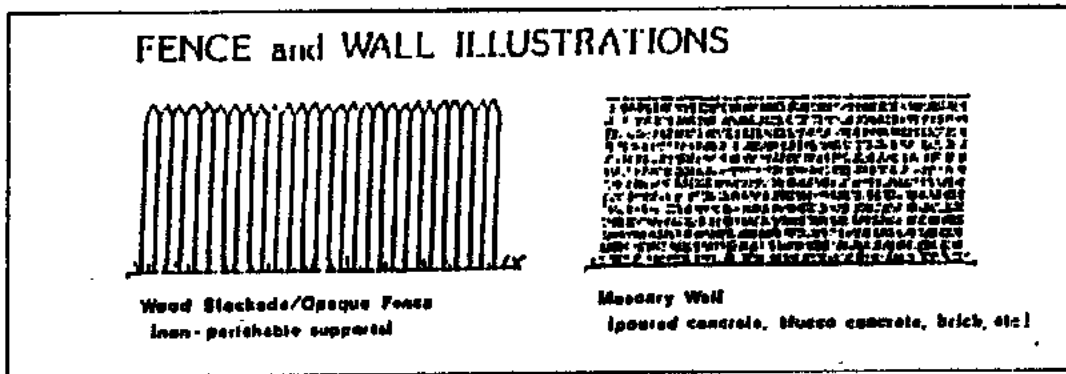 FENCE and WALL ILLUSTRATIONS
Wood Stockade/Opaque Fence
(non-perishable supports)
Masonry Wall
(poured concrete, stucco concrete, brick, etc)